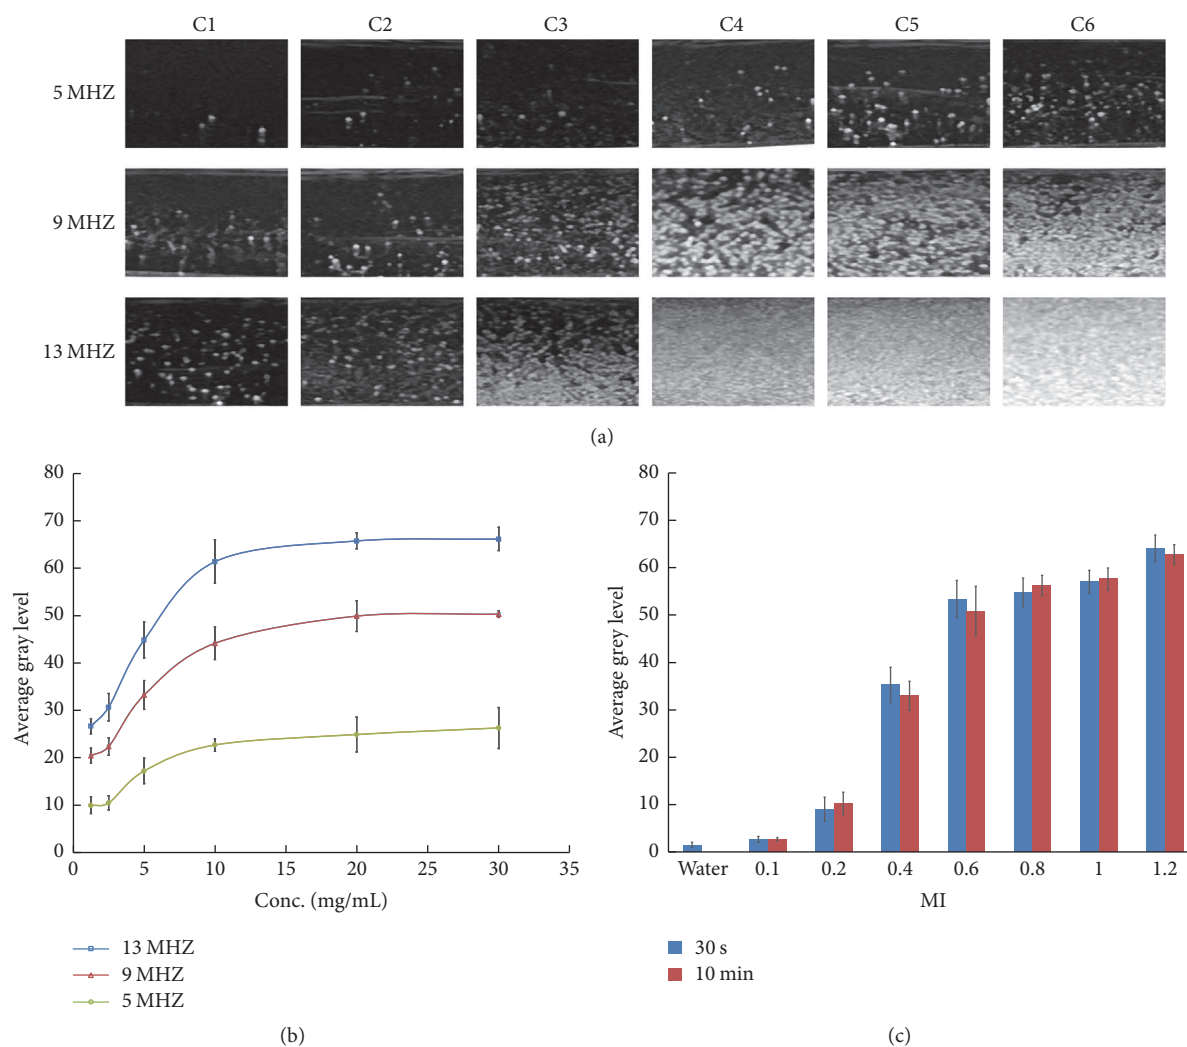 C1 C2 C3 C4 C5 C6
5 MHZ
9 MHZ
13 MHZ
(a)
80
70
60
50
40
30
20
10
0
Average gray level
0 5 10 15 20 25 30 35
Conc. (mg/mL)
13 MHZ
9 MHZ
5 MHZ
(b)
80
70
60
50
40
30
20
10
0
Average grey level
Water 0.1 0.2 0.4 0.6 0.8 1 1.2
MI
30 s
10 min
(c)